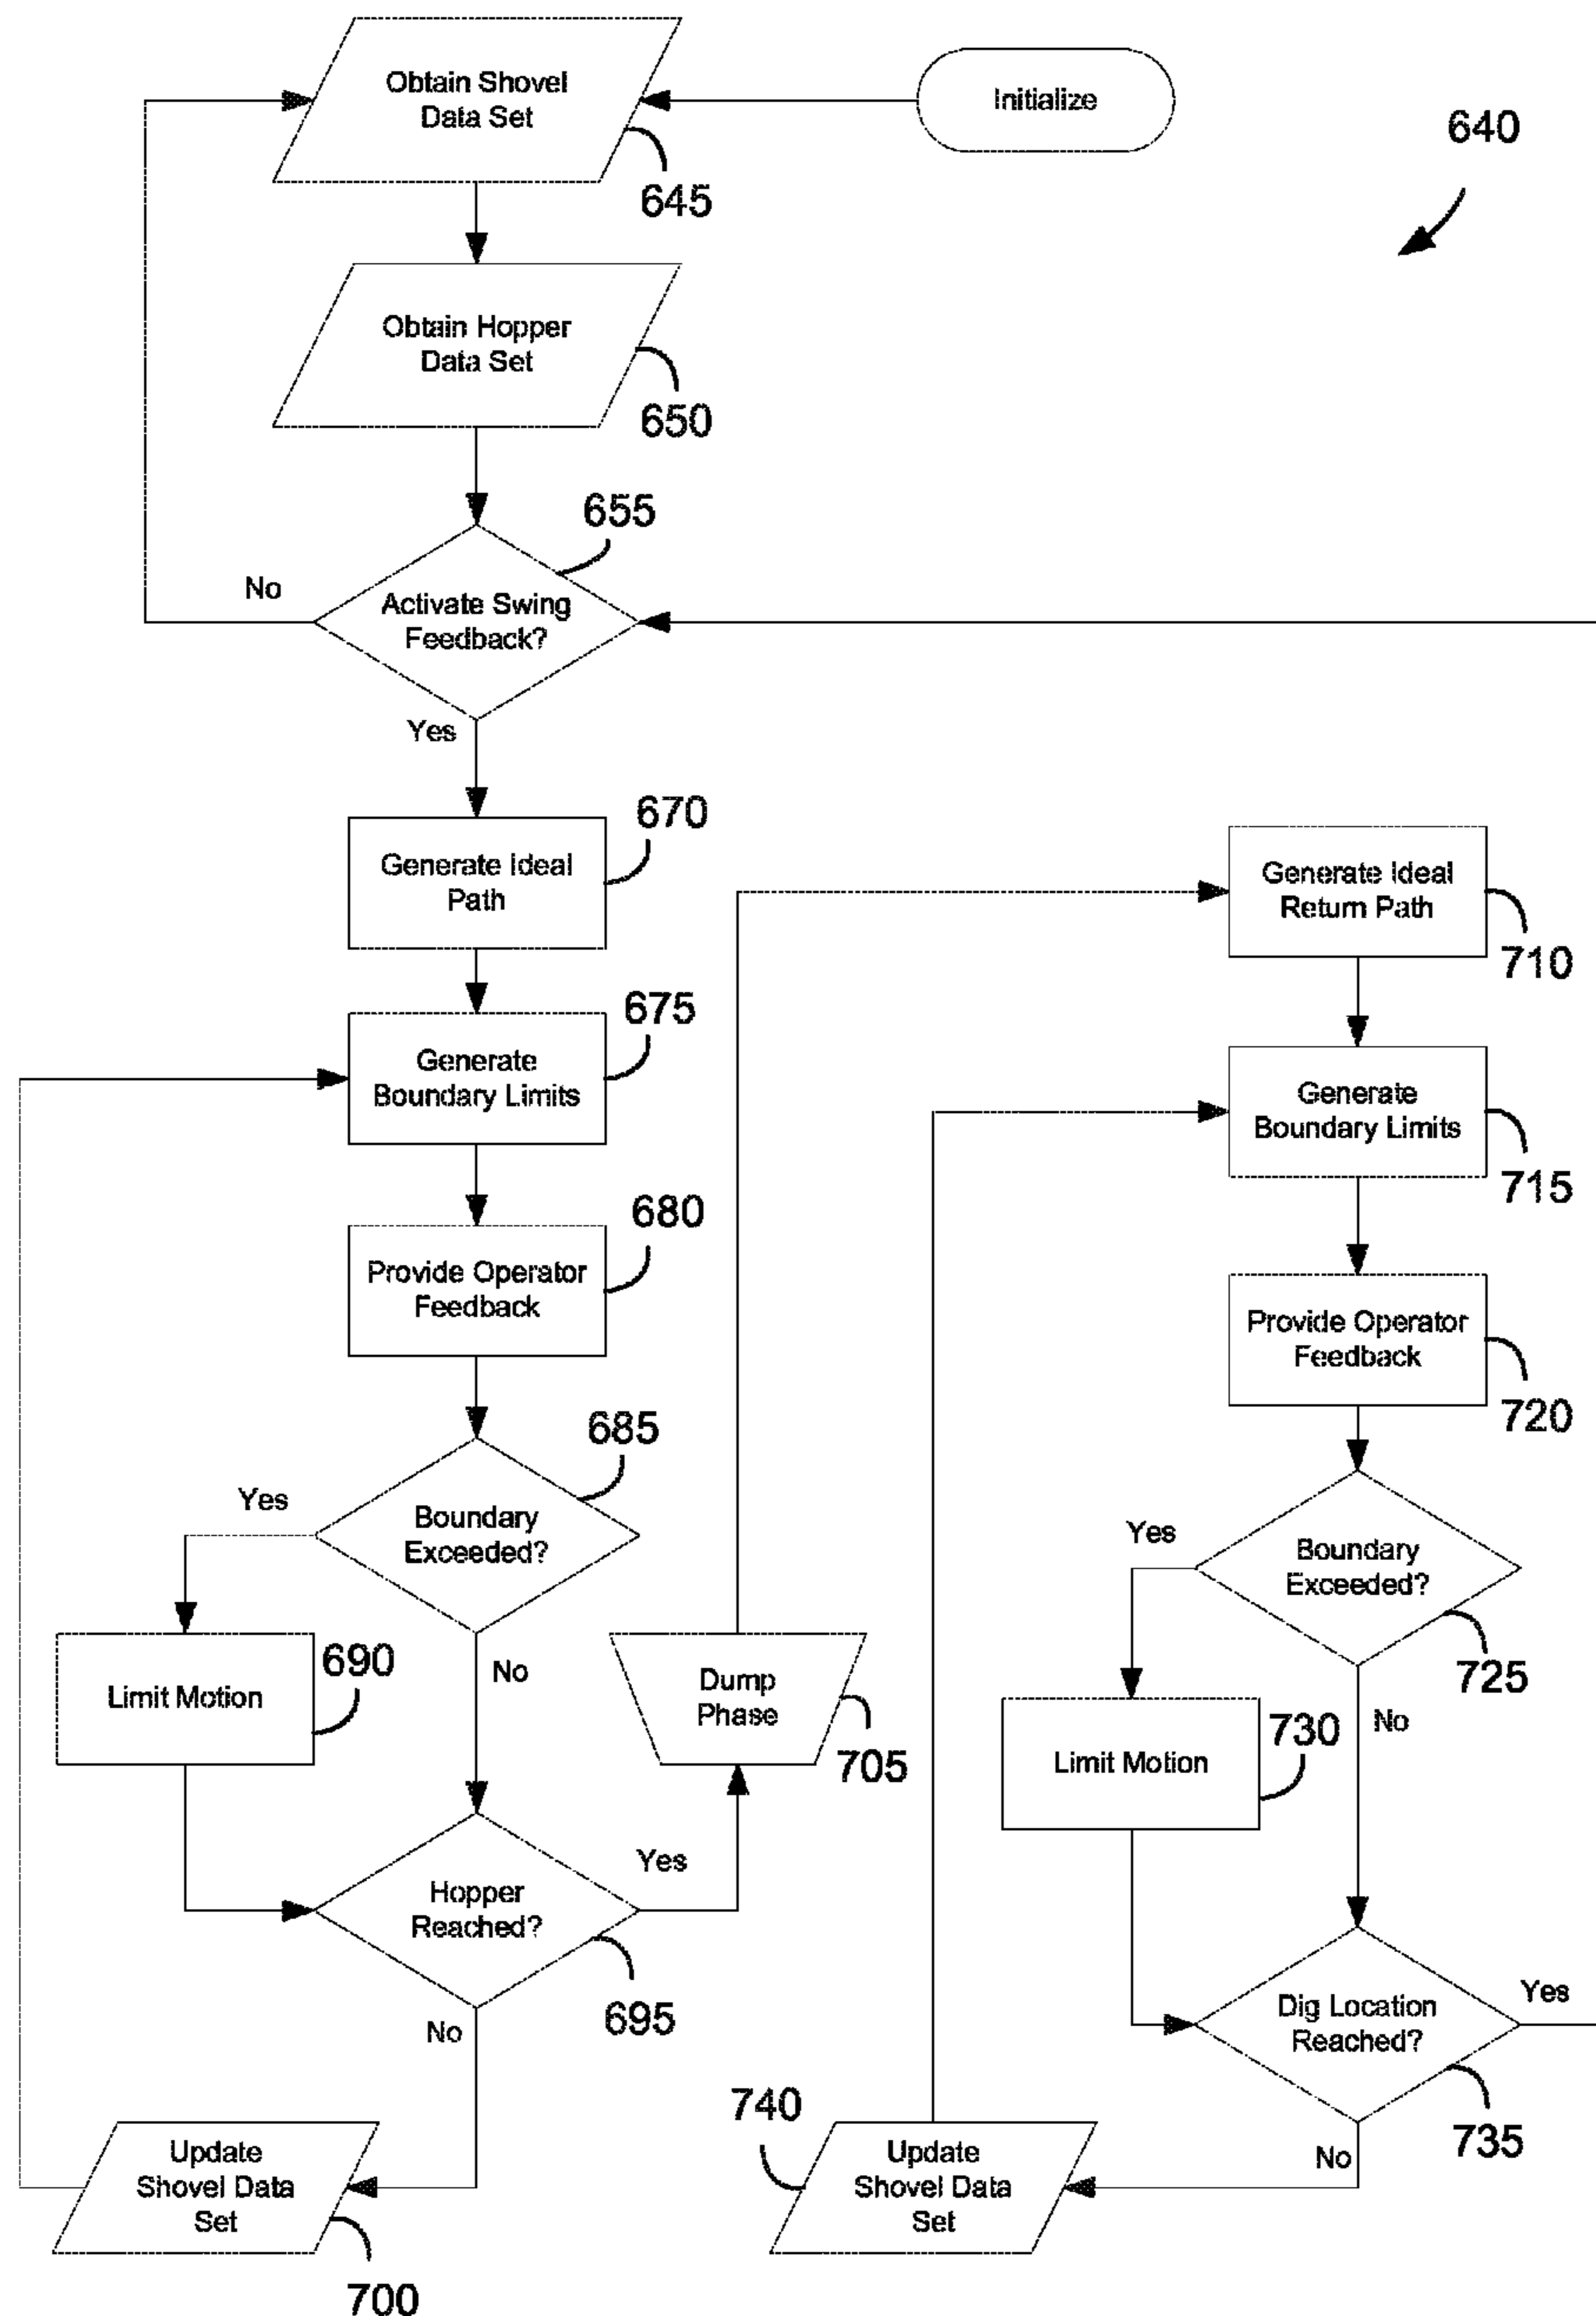 Obtain Shovel
Data Set
645
Initialize
640
Obtain Hopper
Data Set
650
655
Activate Swing
Feedback?
No
Yes
670
Generate Ideal
Path
675
Generate
Boundary Limits
680
Provide Operator
Feedback
685
Boundary
Exceeded?
Yes
No
690
Limit Motion
Hopper
Reached?
695
Yes
No
Update
Shovel Data
Set
700
Dump
Phase
705
Generate Ideal
Return Path
710
Generate
Boundary Limits
715
Provide Operator
Feedback
720
Boundary
Exceeded?
725
Yes
No
730
Limit Motion
Dig Location
Reached?
735
Yes
No
740
Update
Shovel Data
Set